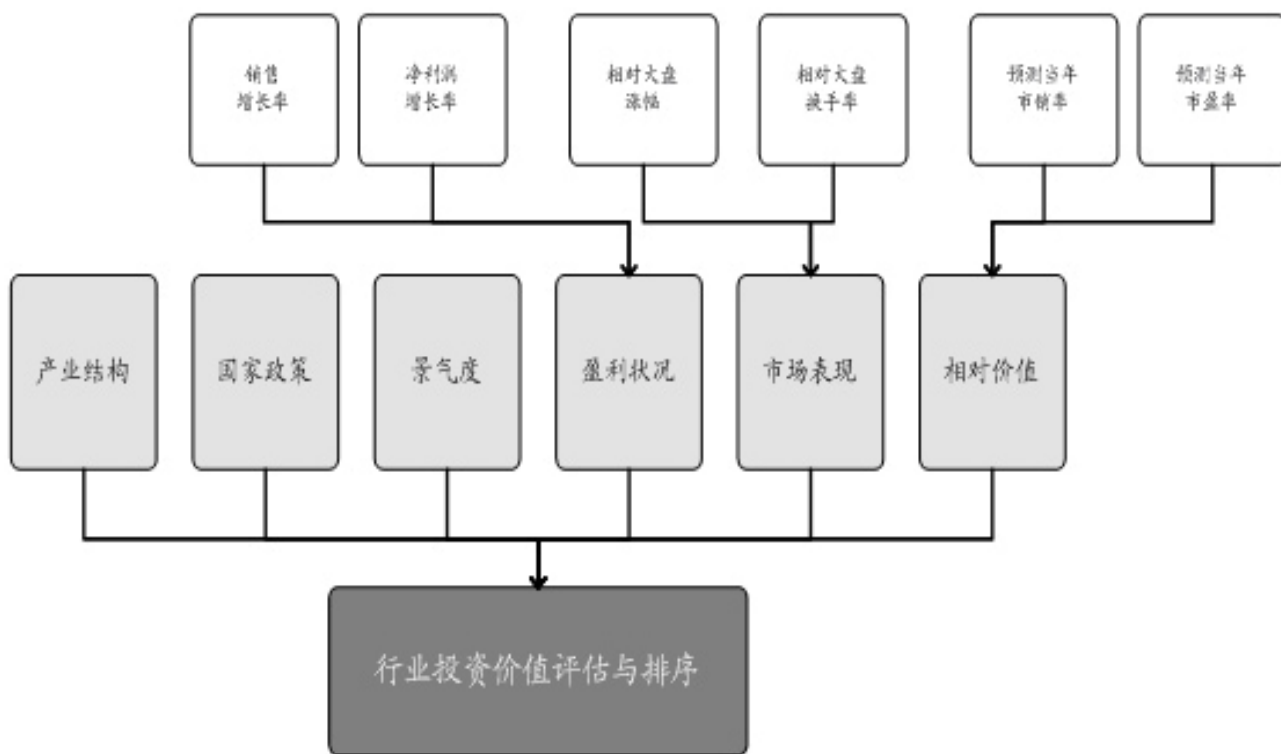 销售
增长率
净利润
增长率
相对大盘
涨幅
相对大盘
换手率
预测当年
市销率
预测当年
市盈率
产业结构
国家政策
景气度
盈利状况
市场表现
相对价值
行业投资价值评估与排序